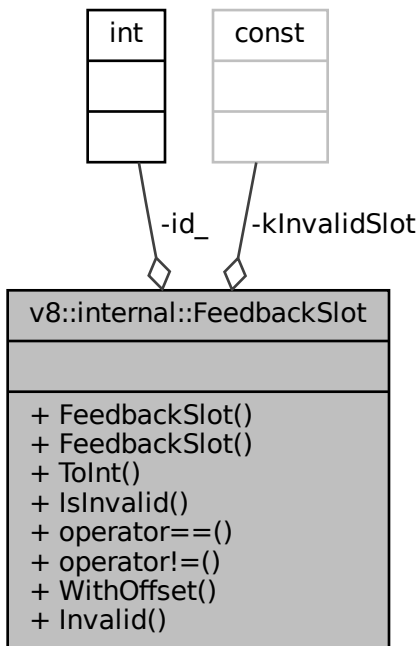 int
const
-id_
-kInvalidSlot
v8::internal::FeedbackSlot
+ FeedbackSlot()
+ FeedbackSlot()
+ ToInt()
+ IsInvalid()
+ operator==()
+ operator!=()
+ WithOffset()
+ Invalid()